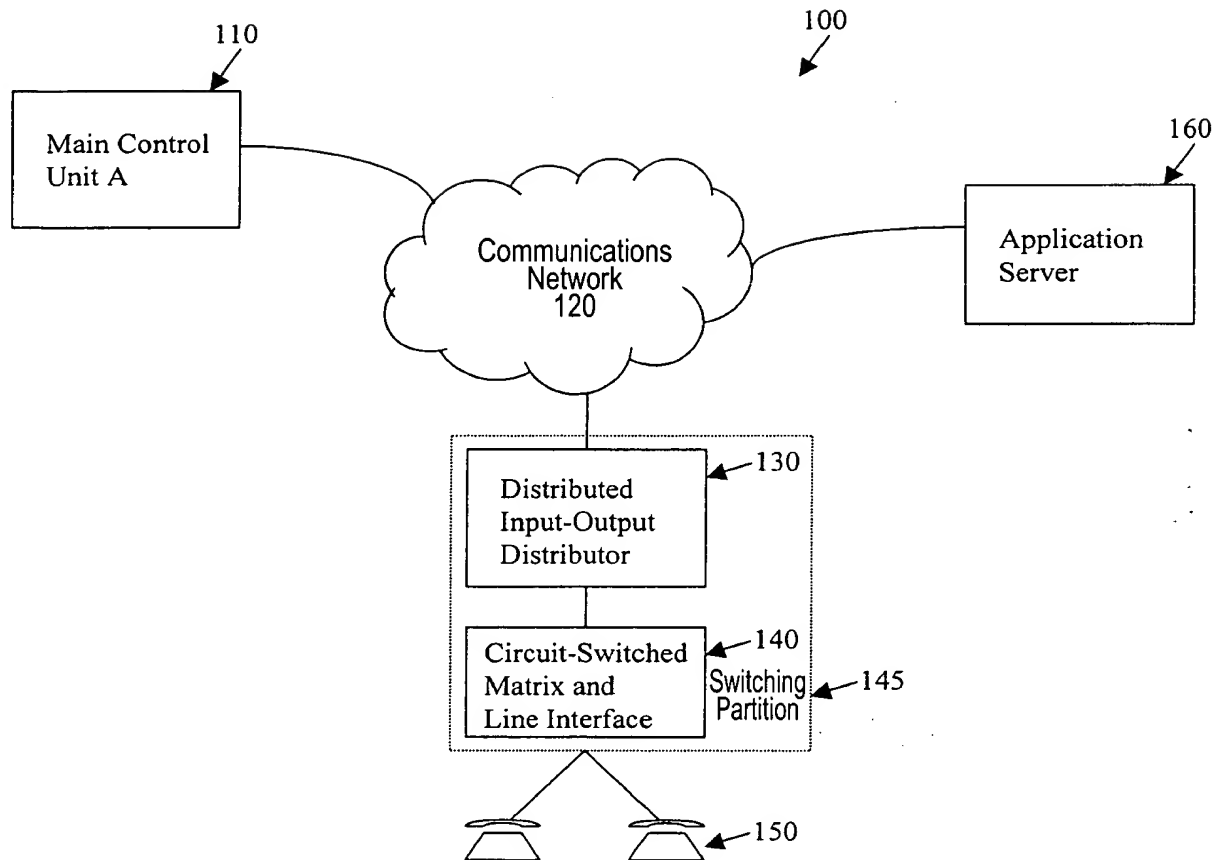 100
110
Main Control
Unit A
160
Application
Server
Communications
Network
120
130
Distributed
Input-Output
Distributor
140
Circuit-Switched
Matrix and
Line Interface
Switching
Partition
145
150